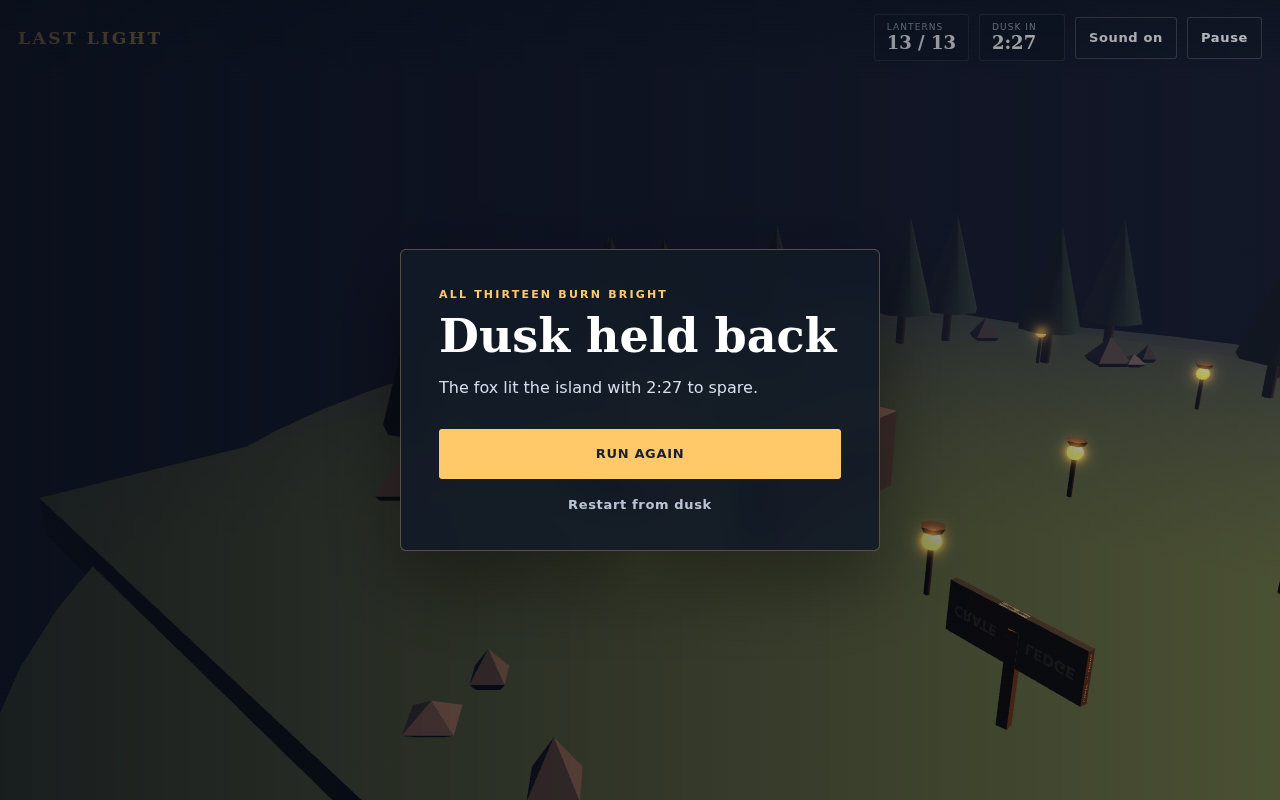 LAST LIGHT
LANTERNS
13 / 13
DUSK IN
2:27
Sound on
Pause
ALL THIRTEEN BURN BRIGHT
Dusk held back
The fox lit the island with 2:27 to spare.
RUN AGAIN
Restart from dusk
CRATE LEDGE